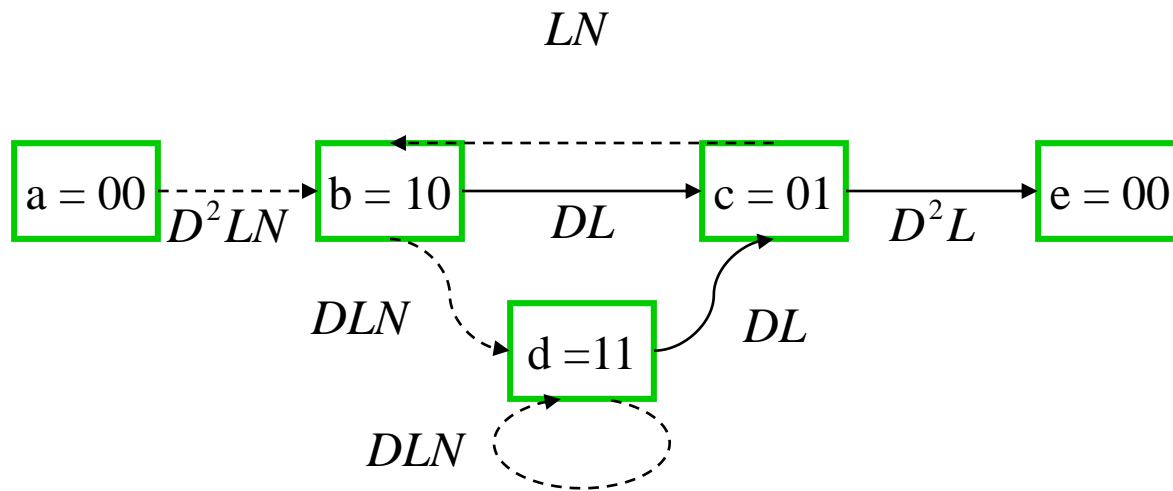 LN
a = 00
b = 10
c = 01
e = 00
D²LN
DL
D²L
DLN
d =11
DL
DLN